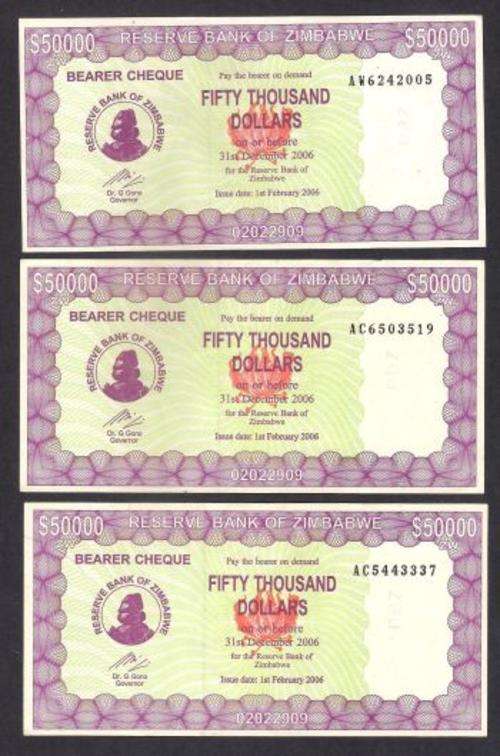 $50000 RESERVE BANK OF ZIMBABWE $50000
BEARER CHEQUE
Pay the bearer on demand
AW6242005
FIFTY THOUSAND
DOLLARS
RESERVE BANK OF ZIMBABWE
on or before
31st December 2006
for the Reserve Bank of
Zimbabwe
Dr. G Gono
Governor
Issue date: 1st February 2006
02022909
$50000 RESERVE BANK OF ZIMBABWE $50000
BEARER CHEQUE
Pay the bearer on demand
AC6503519
FIFTY THOUSAND
DOLLARS
RESERVE BANK OF ZIMBABWE
on or before
31st December 2006
for the Reserve Bank of
Zimbabwe
Dr. G Gono
Governor
Issue date: 1st February 2006
02022909
$50000 RESERVE BANK OF ZIMBABWE $50000
BEARER CHEQUE
Pay the bearer on demand
AC5443337
FIFTY THOUSAND
DOLLARS
RESERVE BANK OF ZIMBABWE
on or before
31st December 2006
for the Reserve Bank of
Zimbabwe
Dr. G Gono
Governor
Issue date: 1st February 2006
02022909